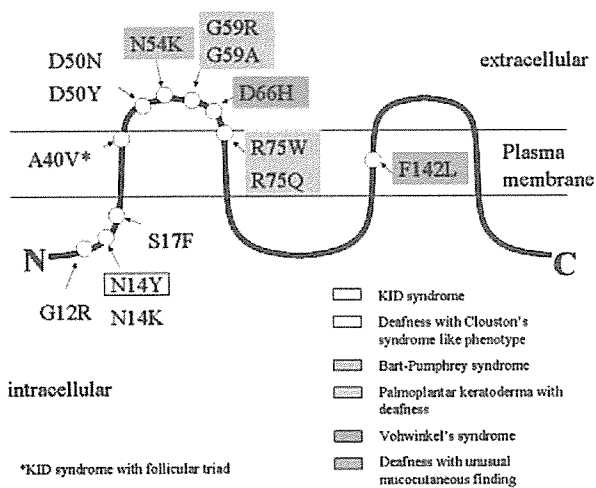 G59R
N54K
G59A
D50N
extracellular
D50Y
D66H
A40V*
R75W
R75Q
F142L
Plasma
membrane
S17F
N
C
N14Y
G12R
N14K
KID syndrome
Deafness with Clouston's
syndrome like phenotype
Bart-Pumphrey syndrome
Palmoplantar keratoderma with
deafness
Vohwinkel's syndrome
Deafness with unusual
mucocutaneous finding
intracellular
*KID syndrome with follicular triad